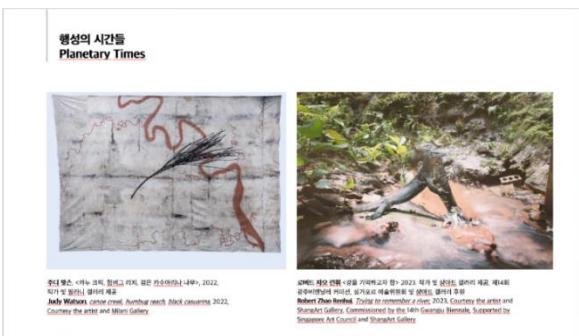 행성의 시간들
Planetary Times
주디 왓슨, <카누 크릭, 험버그 리치, 검은 카수아리나 나무>, 2022,
작가 및 밀라니 갤러리 제공
Judy Watson, canoe creek, humbug reach, black casuarina, 2022,
Courtesy the artist and Milani Gallery
로버트 자오 런휘 <강을 기억하고자 함> 2023. 작가 및 샹아트 갤러리 제공, 제14회
광주비엔날레 커미션, 싱가포르 예술위원회 및 샹아트 갤러리 후원
Robert Zhao Renhui, Trying to remember a river, 2023, Courtesy the artist and
ShangArt Gallery, Commissioned by the 14th Gwangju Biennale, Supported by
Singapore Art Council and ShangArt Gallery